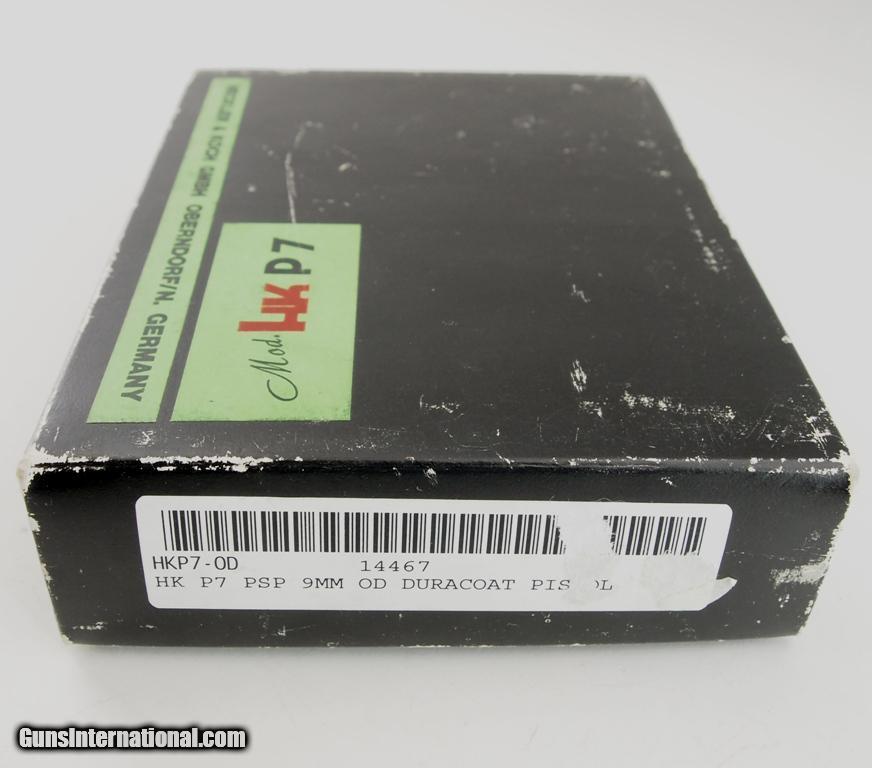 HECKLER & KOCH GMBH OBERNDORF/N. GERMANY
Mod. HK P7
HKP7-OD 14467
HK P7 PSP 9MM OD DURACOAT PIS OL
GunsInternational.com